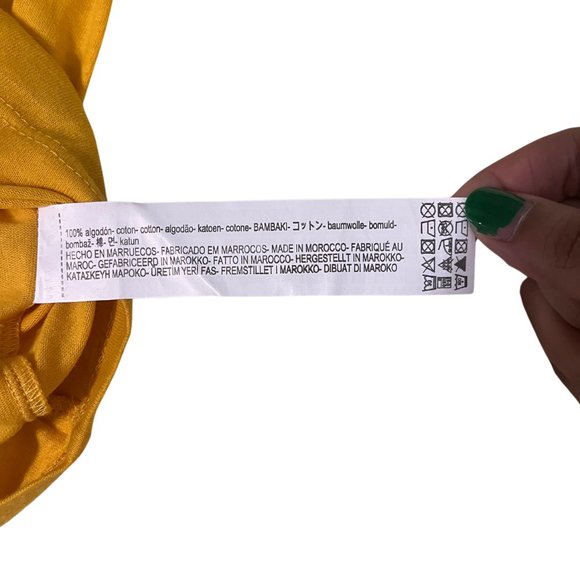 100% algodón- coton- cotton- algodão- katoen- cotone- BAMBAKI- コットン- baumwolle- bomuld-
bombaž- 棉- 면- katun
HECHO EN MARRUECOS- FABRICADO EM MARROCOS- MADE IN MOROCCO- FABRIQUÉ AU
MAROC- GEFABRICEERD IN MAROKKO- FATTO IN MAROCCO- HERGESTELLT IN MAROKKO-
ΚΑΤΑΣΚΕΥΗ ΜΑΡΟΚΟ- ÜRETIM YERİ FAS- FREMSTILLET I MAROKKO- DIBUAT DI MAROKO